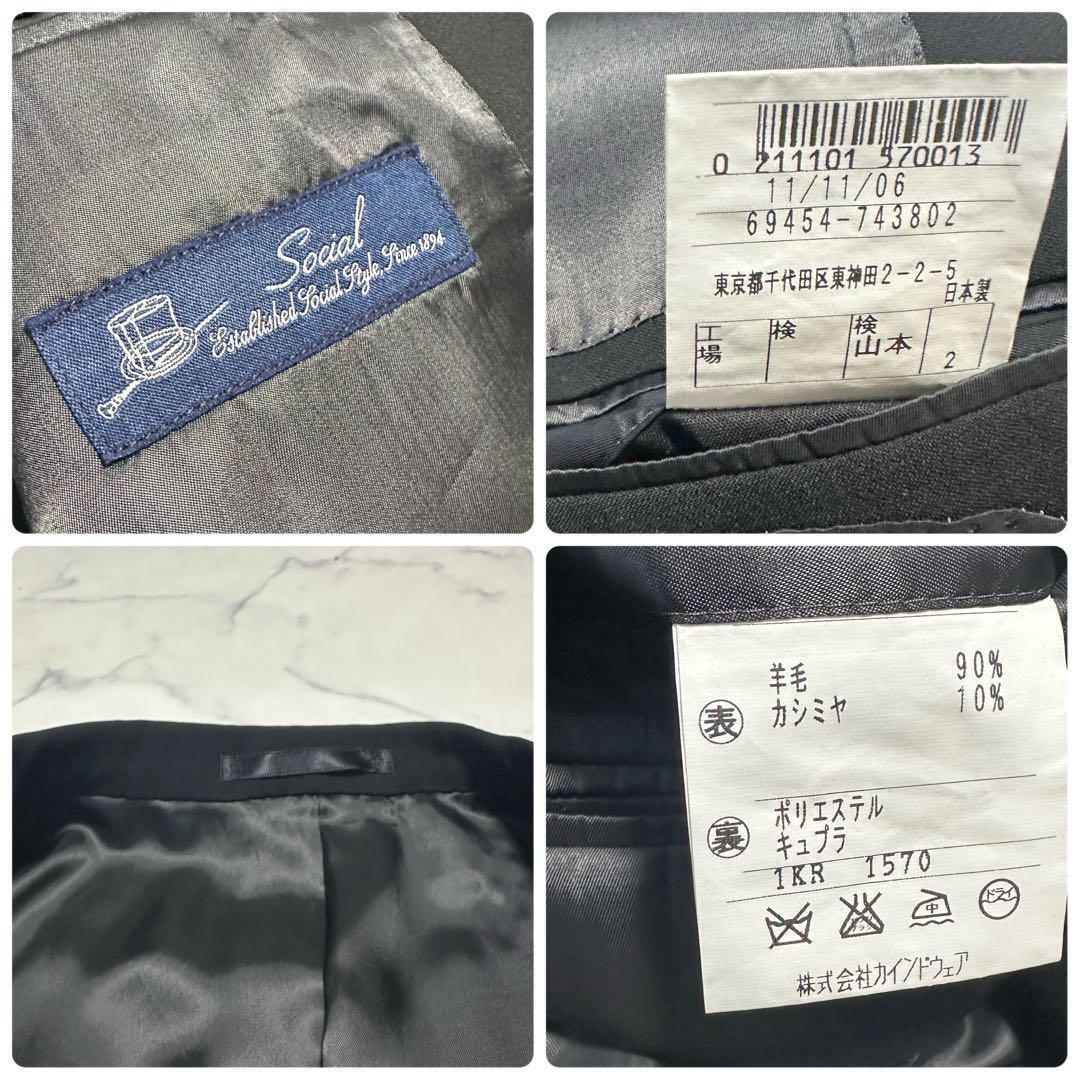 Social
Established Social Style, Since 1894
0 211101 570013
11/11/06
69454-743802
東京都千代田区東神田2-2-5
日本製
工場 検 検 山本 2
表 羊毛 90%
カシミヤ 10%
裏 ポリエステル
キュプラ
1KR 1570
中 ドライ
株式会社カインドウェア